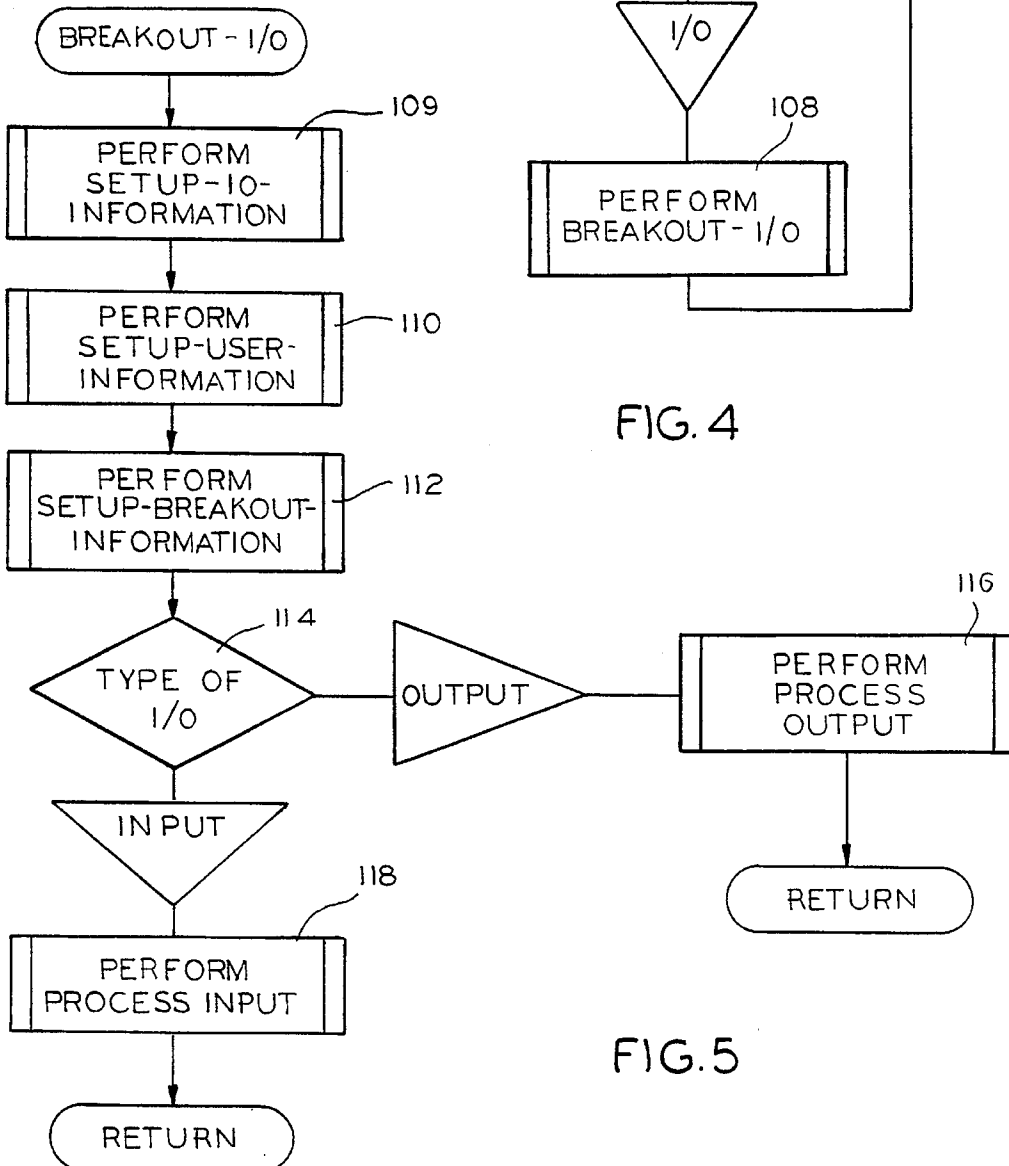 I/O
108
PERFORM
BREAKOUT-I/O
FIG. 4
BREAKOUT-I/O
109
PERFORM
SETUP-IO-
INFORMATION
PERFORM
SETUP-USER-
INFORMATION
110
PERFORM
SETUP-BREAKOUT-
INFORMATION
112
114
TYPE OF
I/O
OUTPUT
116
PERFORM
PROCESS
OUTPUT
RETURN
INPUT
118
PERFORM
PROCESS INPUT
RETURN
FIG. 5